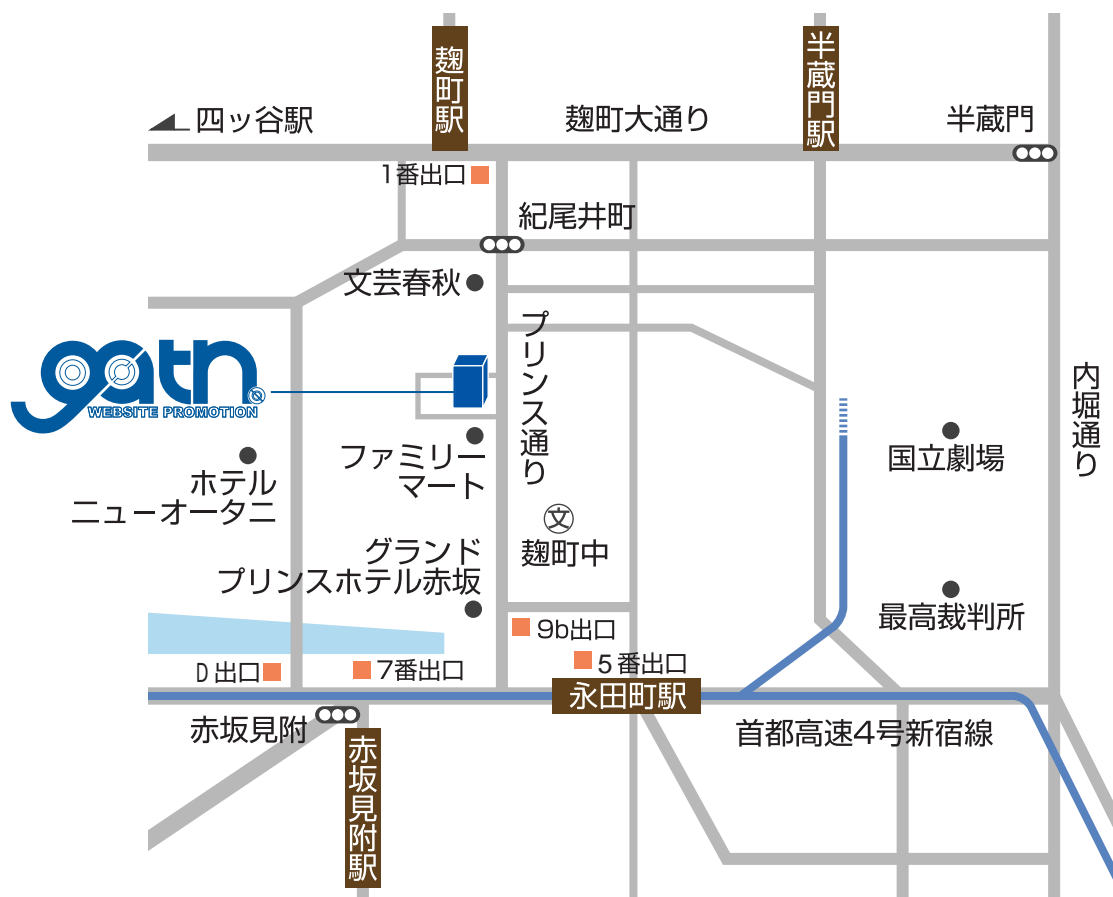 麹町駅
半蔵門駅
四ッ谷駅
麹町大通り
半蔵門
1番出口
紀尾井町
文芸春秋
プリンス通り
gatn
WEBSITE PROMOTION
内堀通り
ファミリー
マート
国立劇場
ホテル
ニューオータニ
文
麹町中
グランド
プリンスホテル赤坂
最高裁判所
9b出口
5番出口
D出口
7番出口
永田町駅
赤坂見附
首都高速4号新宿線
赤坂見附駅